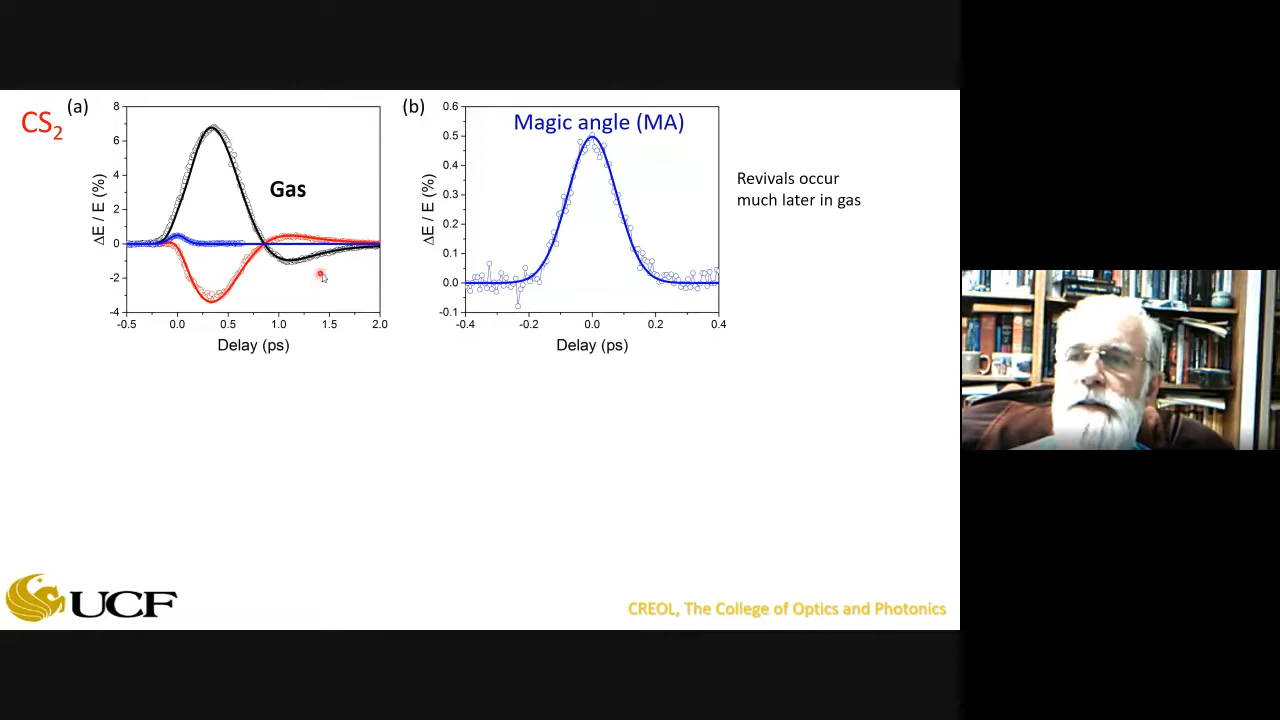 CS2
(a)
8
6
4
2
0
-2
-4
ΔE / E (%)
Gas
-0.5 0.0 0.5 1.0 1.5 2.0
Delay (ps)
(b)
0.6
0.5
0.4
0.3
0.2
0.1
0.0
-0.1
ΔE / E (%)
Magic angle (MA)
-0.4 -0.2 0.0 0.2 0.4
Delay (ps)
Revivals occur
much later in gas
UCF
CREOL, The College of Optics and Photonics